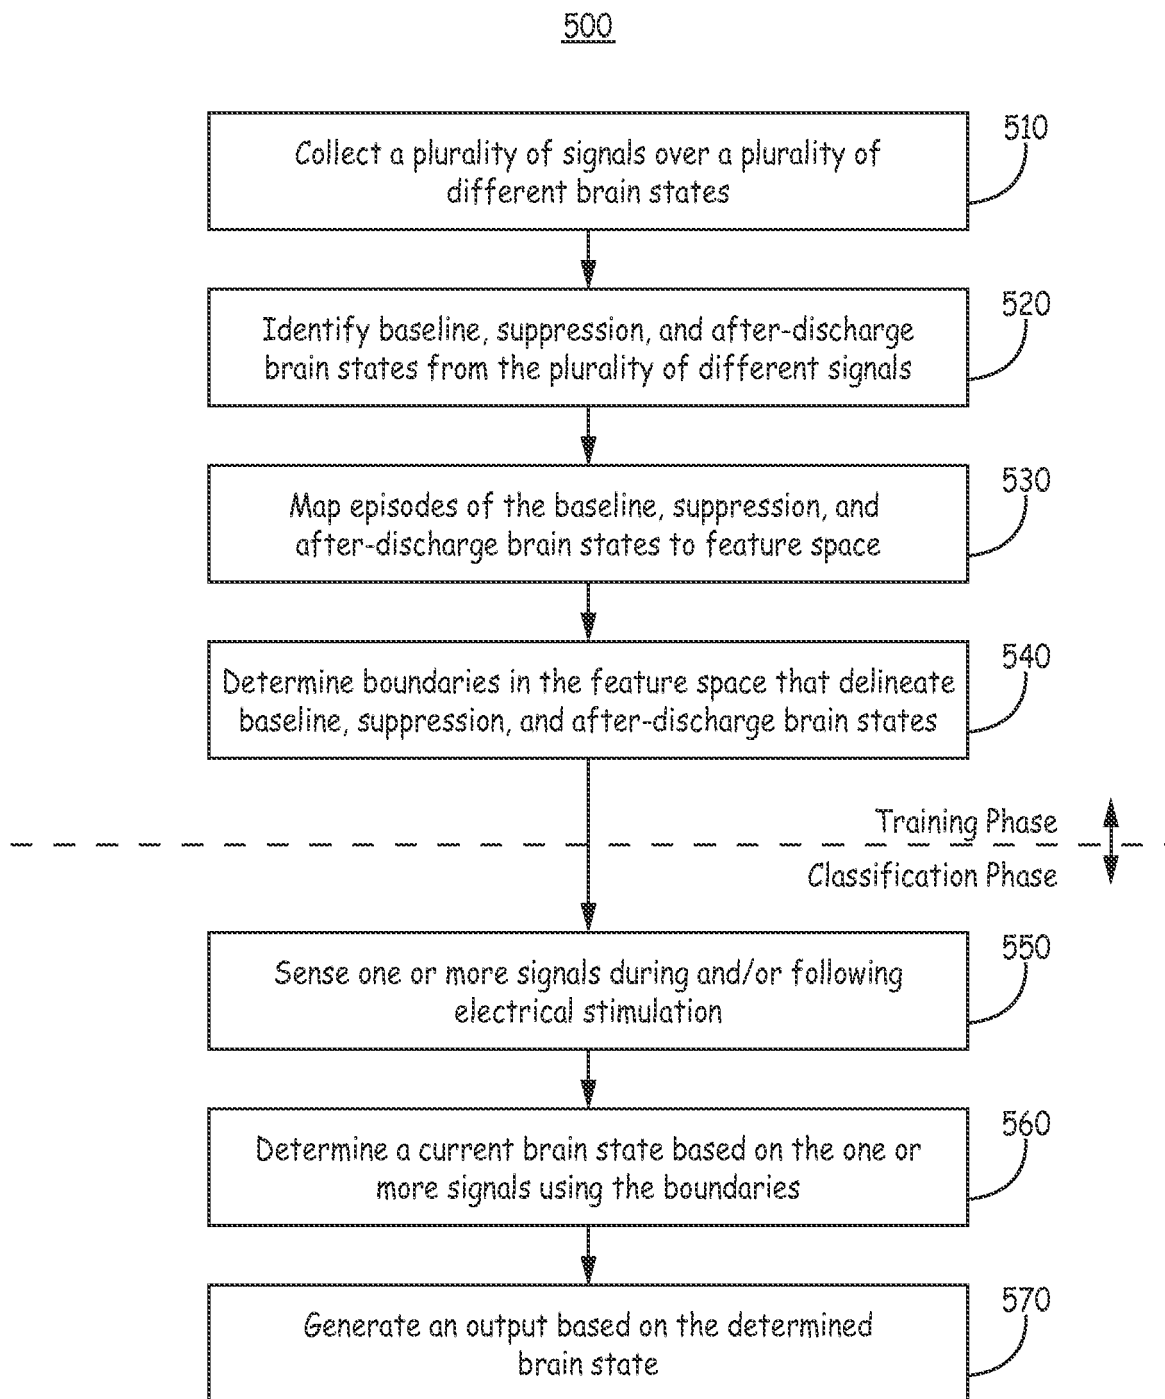 500
Collect a plurality of signals over a plurality of
different brain states
510
Identify baseline, suppression, and after-discharge
brain states from the plurality of different signals
520
Map episodes of the baseline, suppression, and
after-discharge brain states to feature space
530
Determine boundaries in the feature space that delineate
baseline, suppression, and after-discharge brain states
540
Training Phase
Classification Phase
Sense one or more signals during and/or following
electrical stimulation
550
Determine a current brain state based on the one or
more signals using the boundaries
560
Generate an output based on the determined
brain state
570